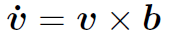 v̇ = v × b